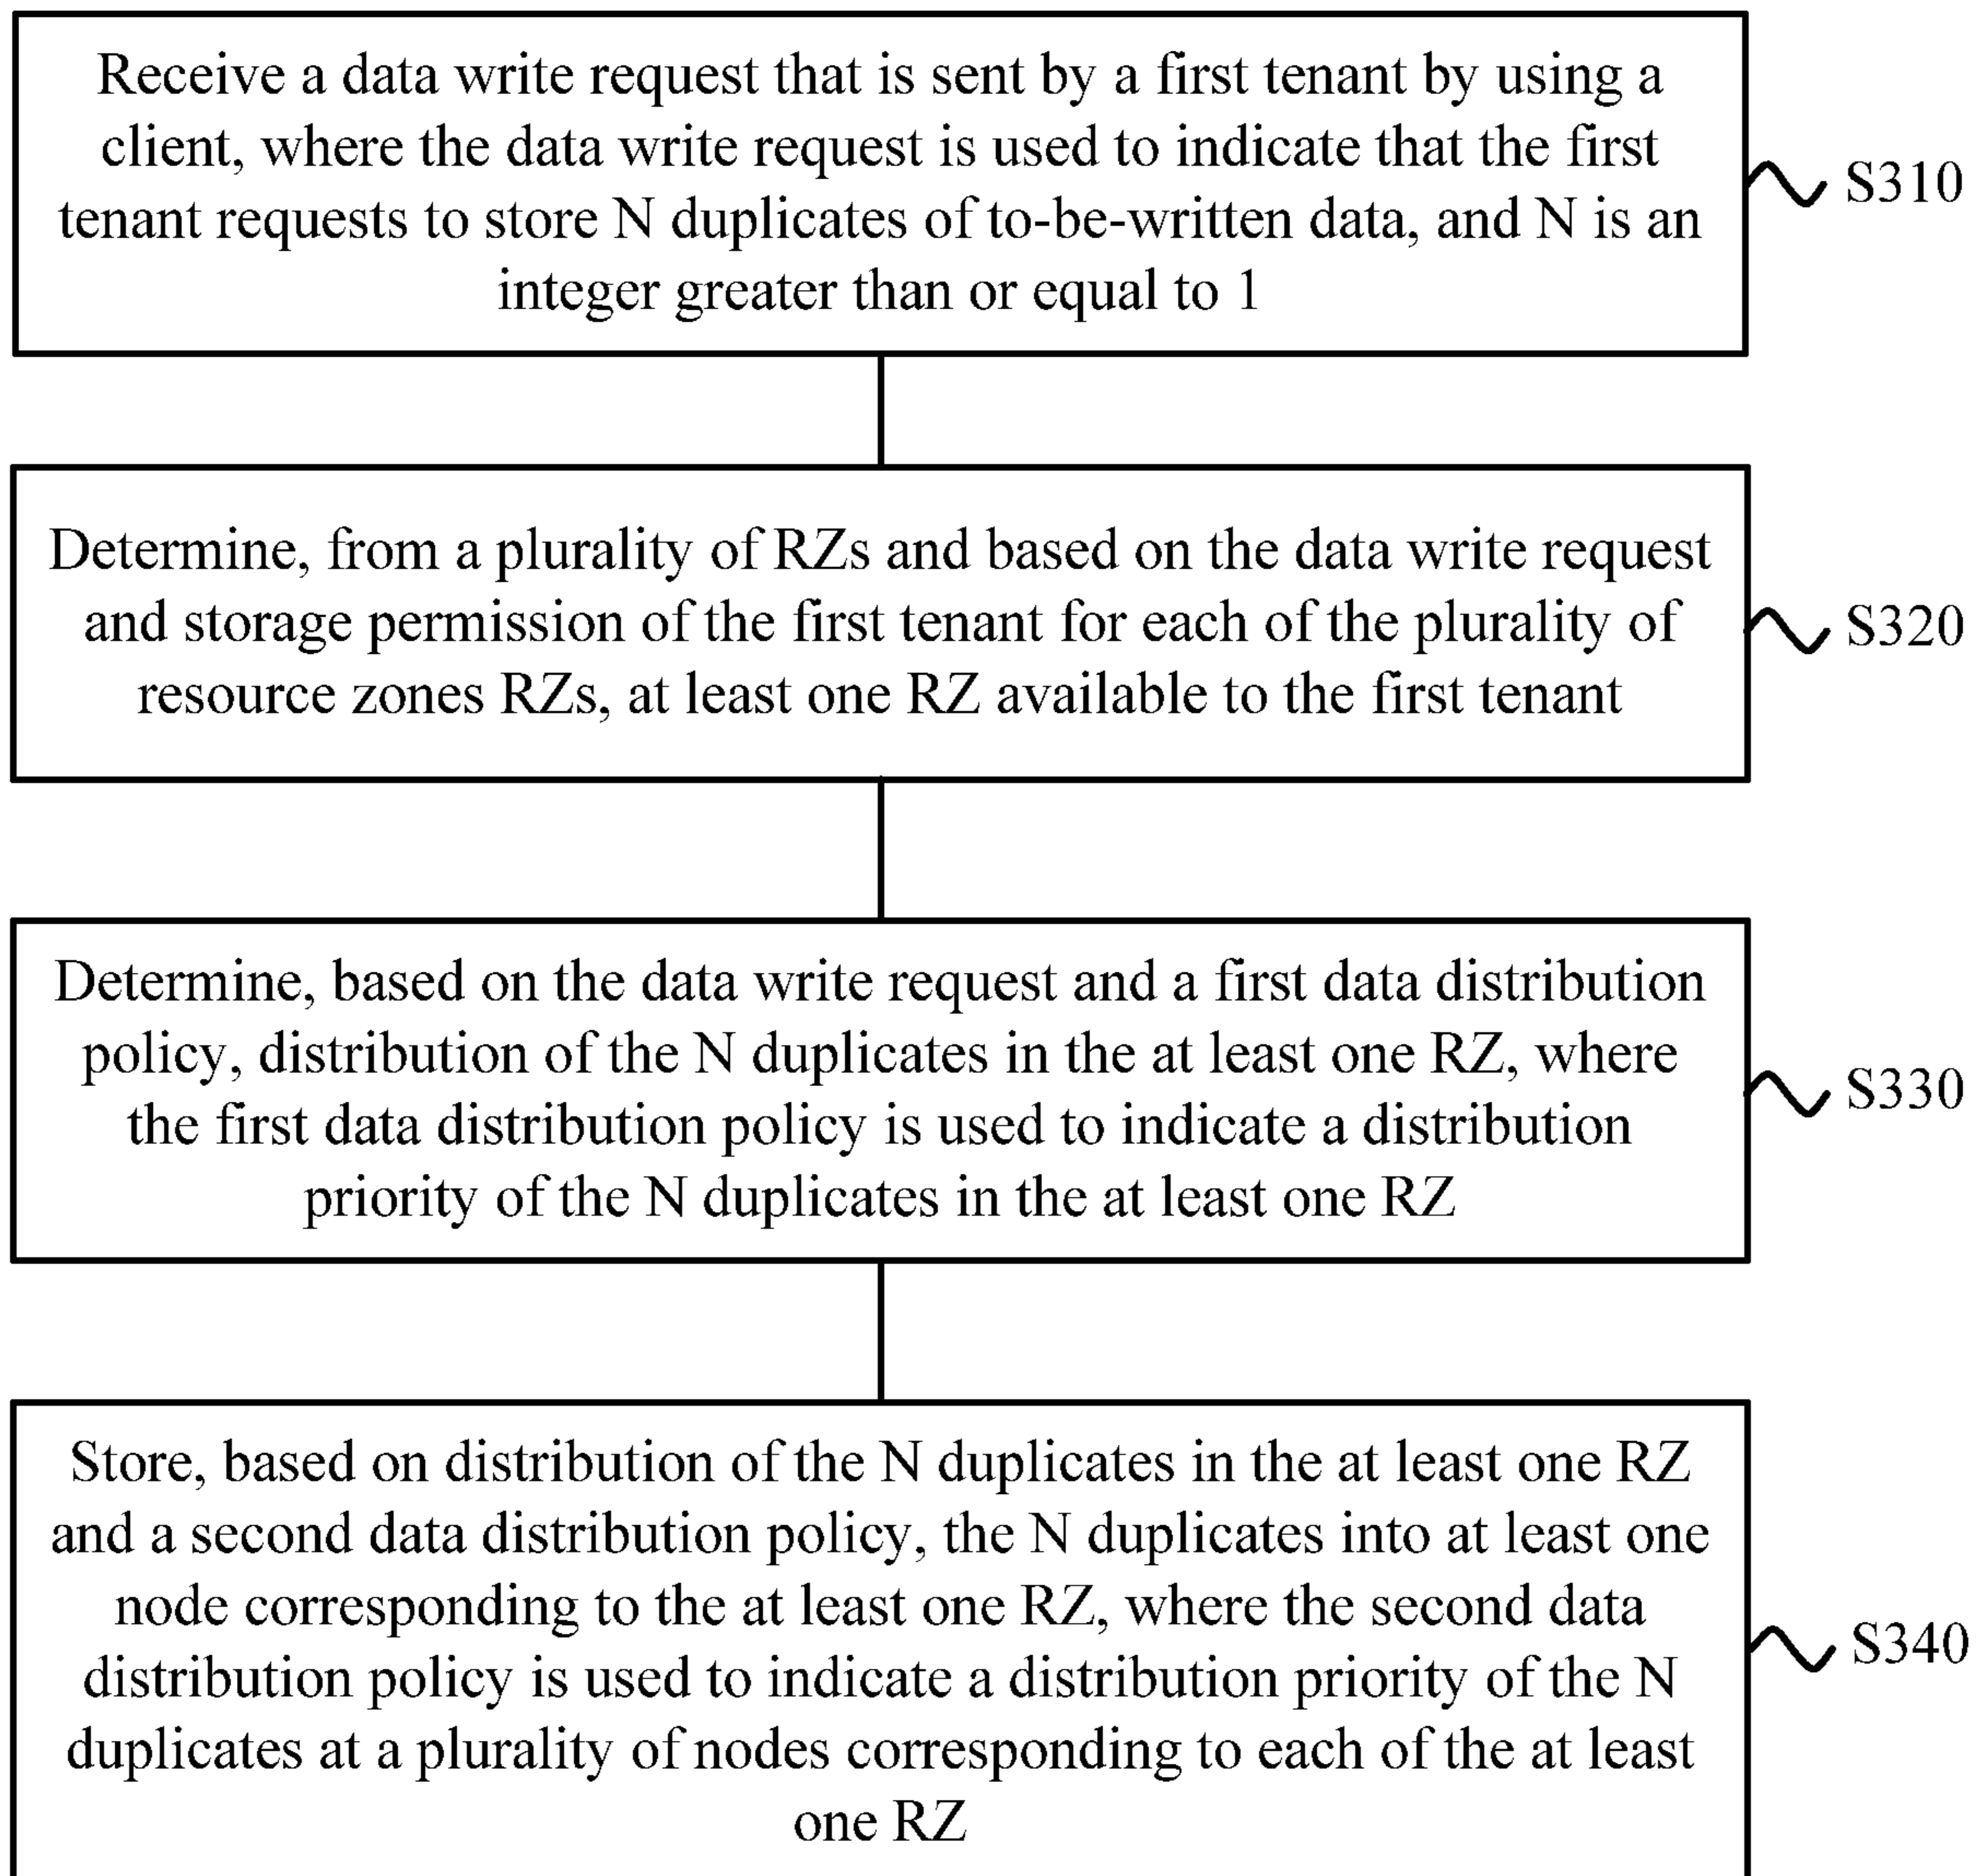 Receive a data write request that is sent by a first tenant by using a
client, where the data write request is used to indicate that the first
tenant requests to store N duplicates of to-be-written data, and N is an
integer greater than or equal to 1
S310
Determine, from a plurality of RZs and based on the data write request
and storage permission of the first tenant for each of the plurality of
resource zones RZs, at least one RZ available to the first tenant
S320
Determine, based on the data write request and a first data distribution
policy, distribution of the N duplicates in the at least one RZ, where
the first data distribution policy is used to indicate a distribution
priority of the N duplicates in the at least one RZ
S330
Store, based on distribution of the N duplicates in the at least one RZ
and a second data distribution policy, the N duplicates into at least one
node corresponding to the at least one RZ, where the second data
distribution policy is used to indicate a distribution priority of the N
duplicates at a plurality of nodes corresponding to each of the at least
one RZ
S340